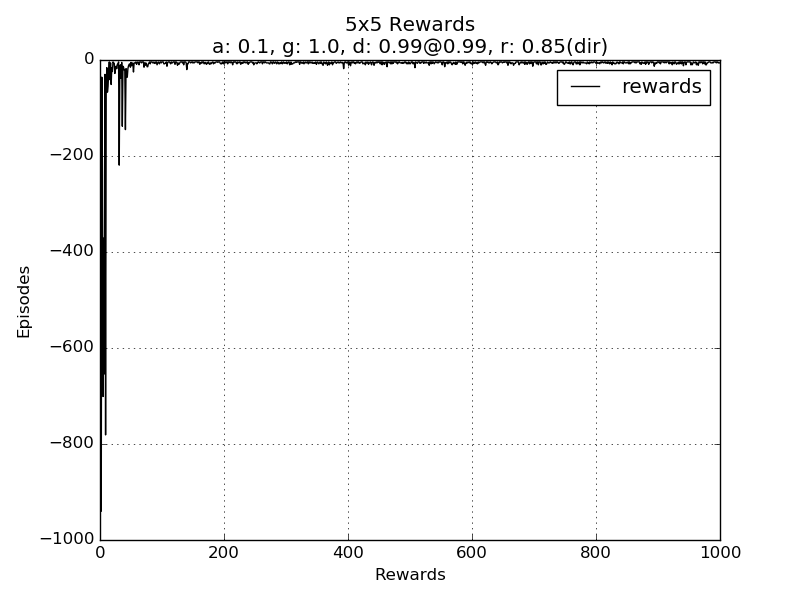 5x5 Rewards
a: 0.1, g: 1.0, d: 0.99@0.99, r: 0.85(dir)
0
−200
−400
−600
−800
−1000
Episodes
rewards
0
200
400
600
800
1000
Rewards